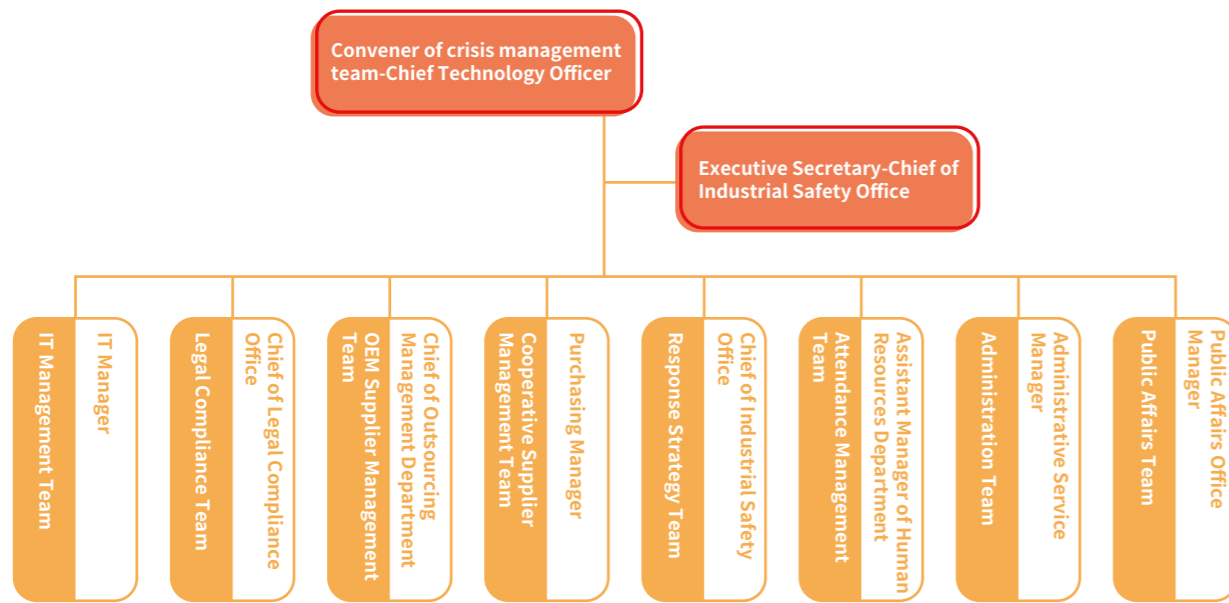 Convener of crisis management
team-Chief Technology Officer
Executive Secretary-Chief of
Industrial Safety Office
IT Manager
IT Management Team
Chief of Legal Compliance
Office
Legal Compliance Team
Chief of Outsourcing
Management Department
OEM Supplier Management
Team
Purchasing Manager
Cooperative Supplier
Management Team
Chief of Industrial Safety
Office
Response Strategy Team
Assistant Manager of Human
Resources Department
Attendance Management
Team
Administrative Service
Manager
Administration Team
Public Affairs Office
Manager
Public Affairs Team